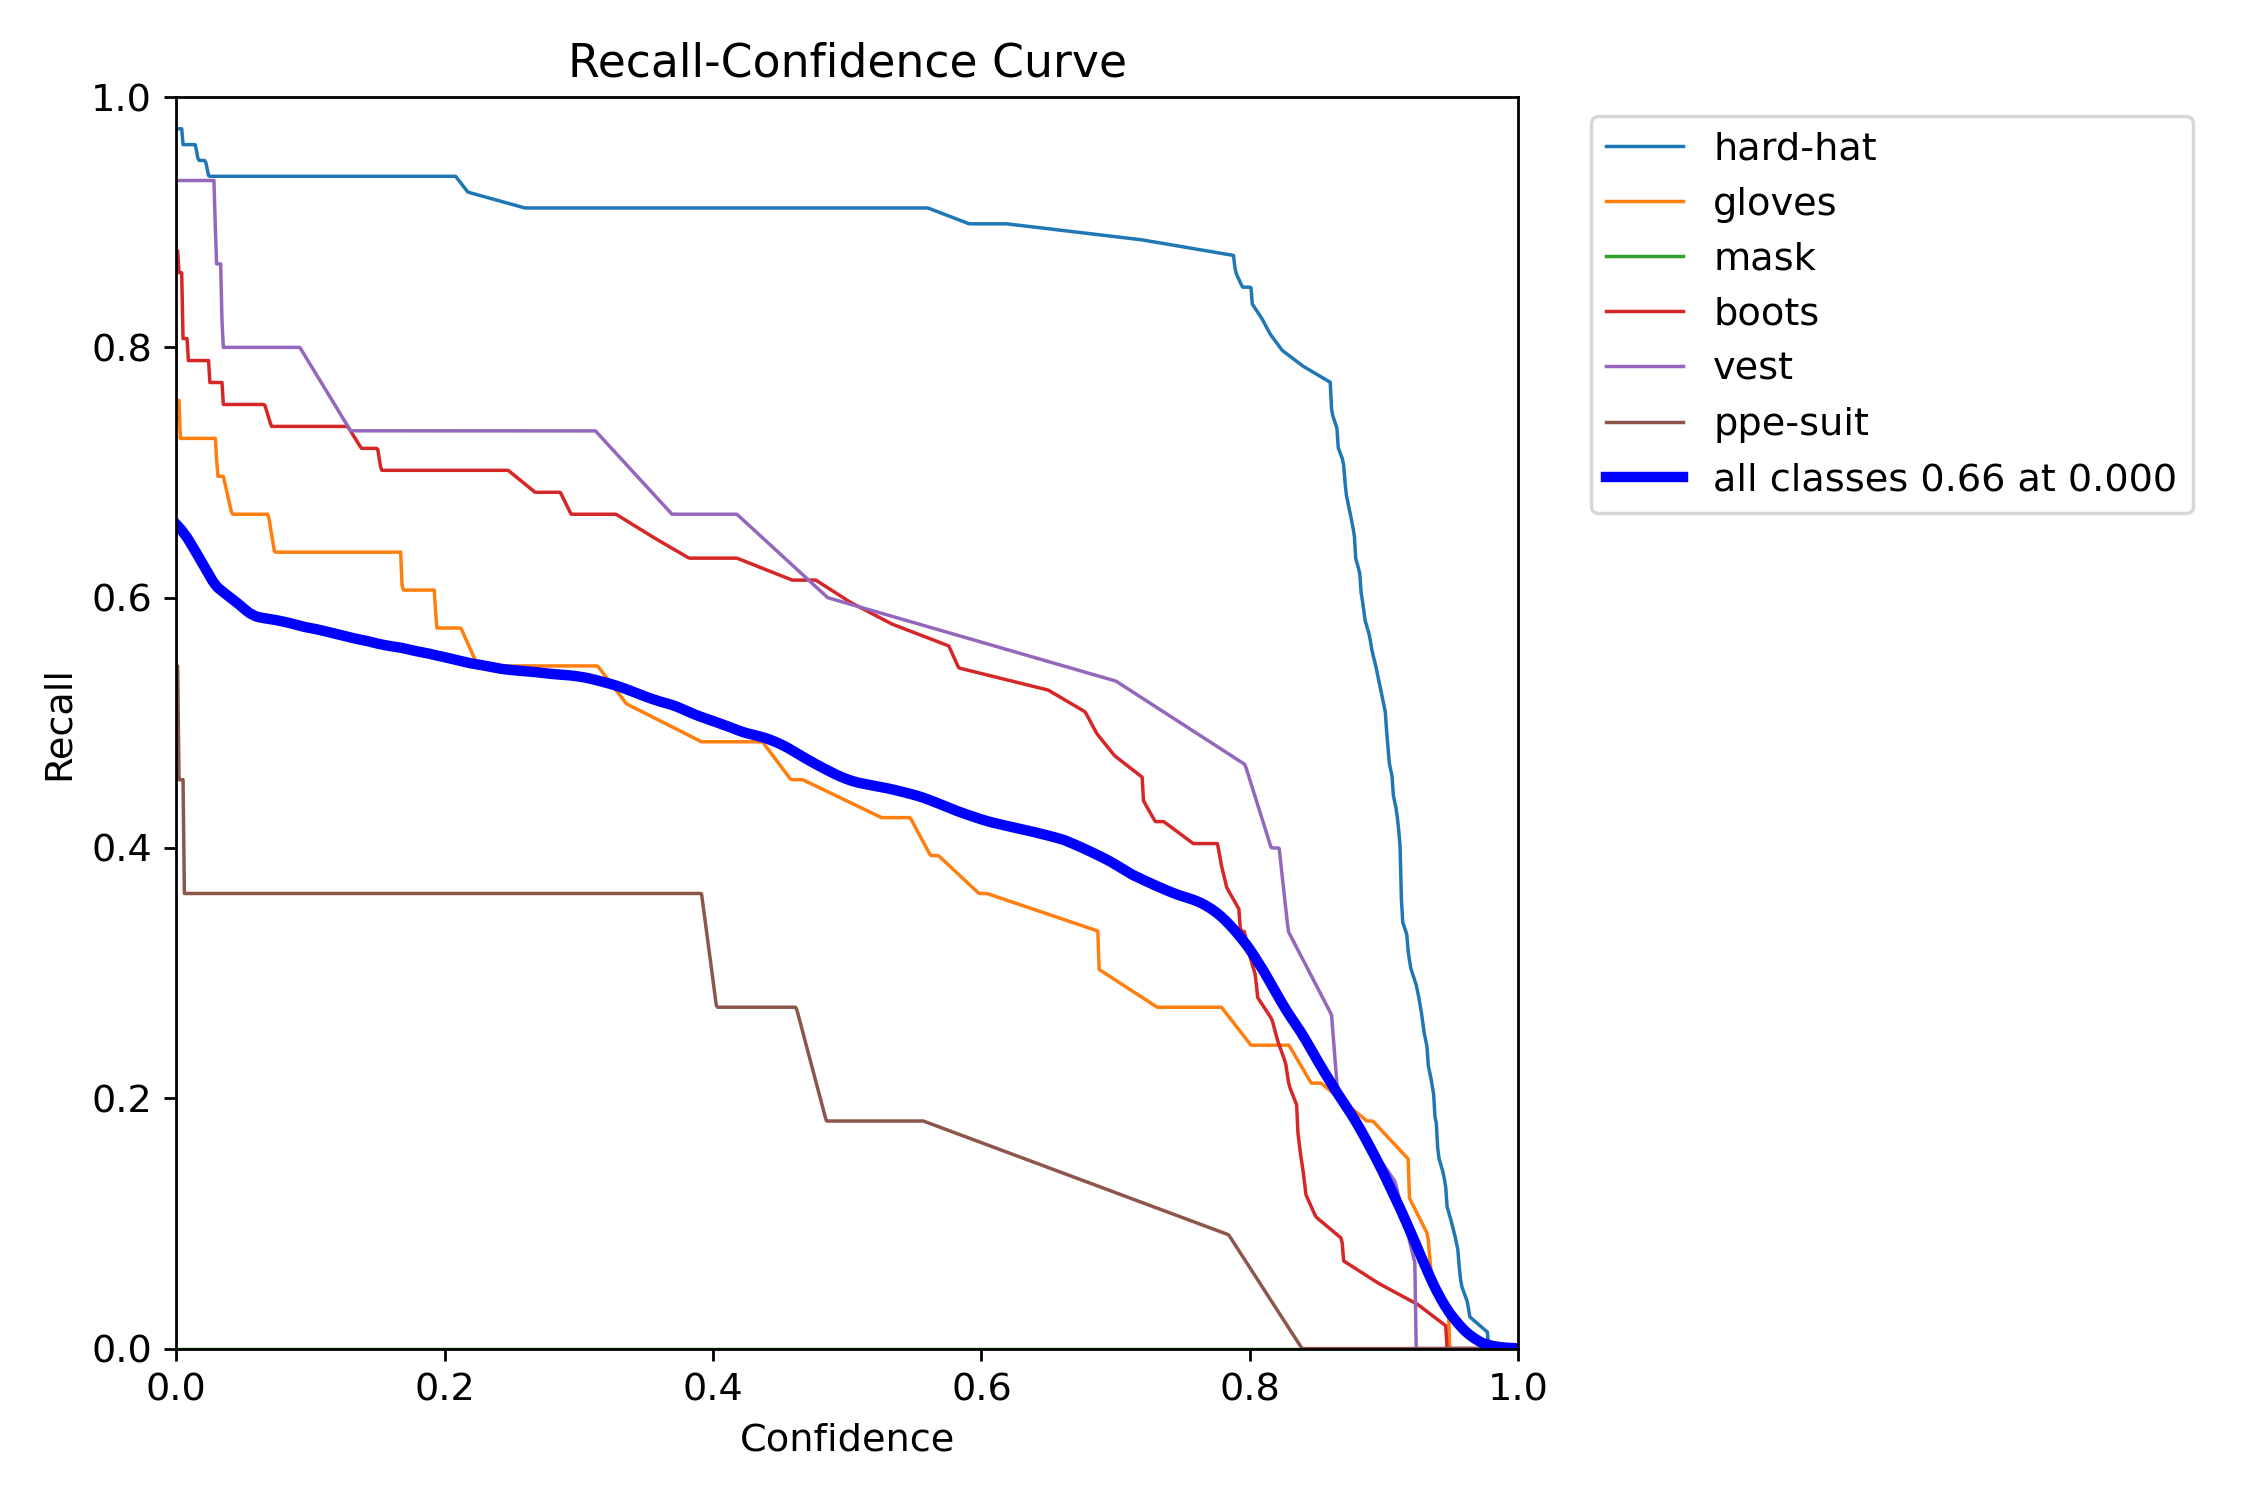 Recall-Confidence Curve
1.0
0.8
0.6
0.4
0.2
0.0
Recall
0.0 0.2 0.4 0.6 0.8 1.0
Confidence
hard-hat
gloves
mask
boots
vest
ppe-suit
all classes 0.66 at 0.000